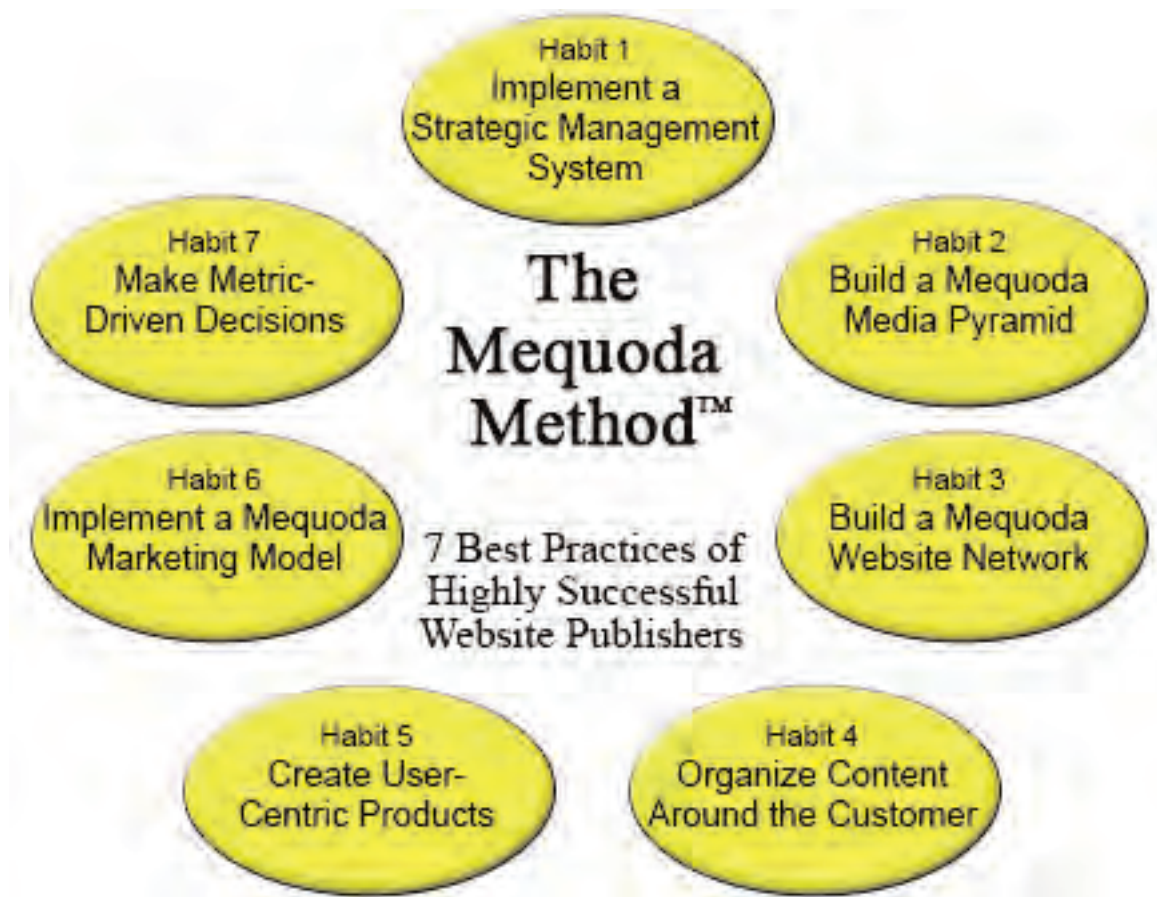 Habit 1
Implement a
Strategic Management
System
Habit 7
Make Metric-
Driven Decisions
The
Mequoda
Method™
Habit 2
Build a Mequoda
Media Pyramid
Habit 6
Implement a Mequoda
Marketing Model
7 Best Practices of
Highly Successful
Website Publishers
Habit 3
Build a Mequoda
Website Network
Habit 5
Create User-
Centric Products
Habit 4
Organize Content
Around the Customer